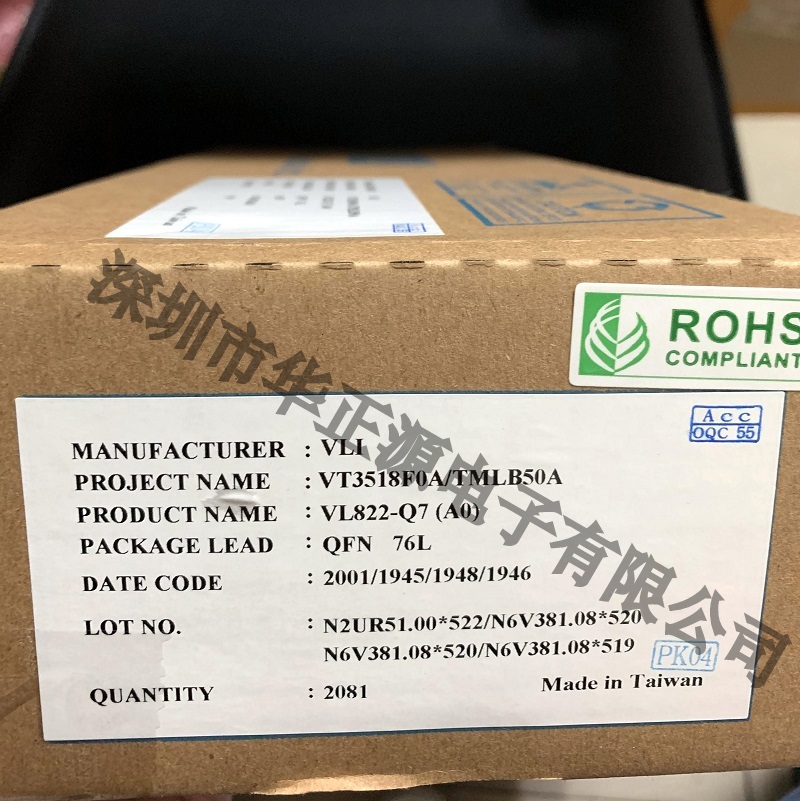 ROHS
COMPLIANT
Acc
OQC 55
MANUFACTURER : VLI
PROJECT NAME : VT3518F0A/TMLB50A
PRODUCT NAME : VL822-Q7 (A0)
PACKAGE LEAD : QFN 76L
DATE CODE : 2001/1945/1948/1946
LOT NO. : N2UR51.00*522/N6V381.08*520
N6V381.08*520/N6V381.08*519
PK04
QUANTITY : 2081
Made in Taiwan
深圳市华正源电子有限公司